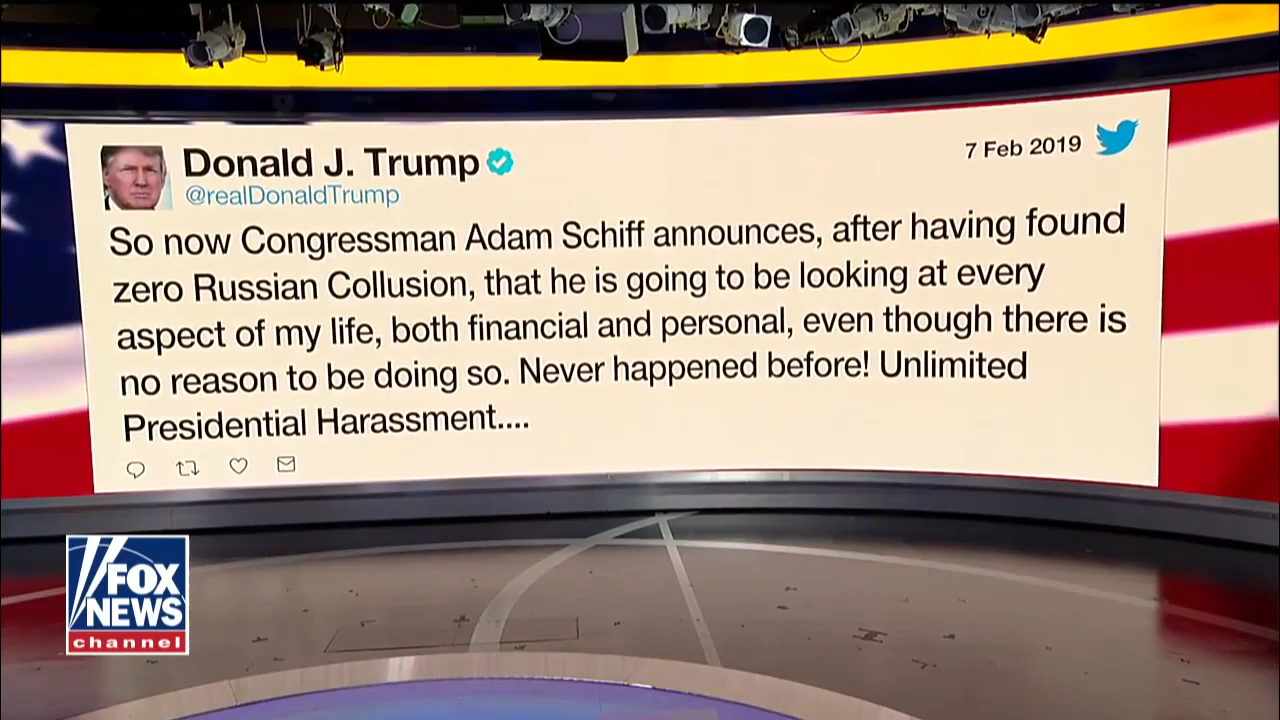 Donald J. Trump
@realDonaldTrump
7 Feb 2019
So now Congressman Adam Schiff announces, after having found
zero Russian Collusion, that he is going to be looking at every
aspect of my life, both financial and personal, even though there is
no reason to be doing so. Never happened before! Unlimited
Presidential Harassment....
FOX
NEWS
channel